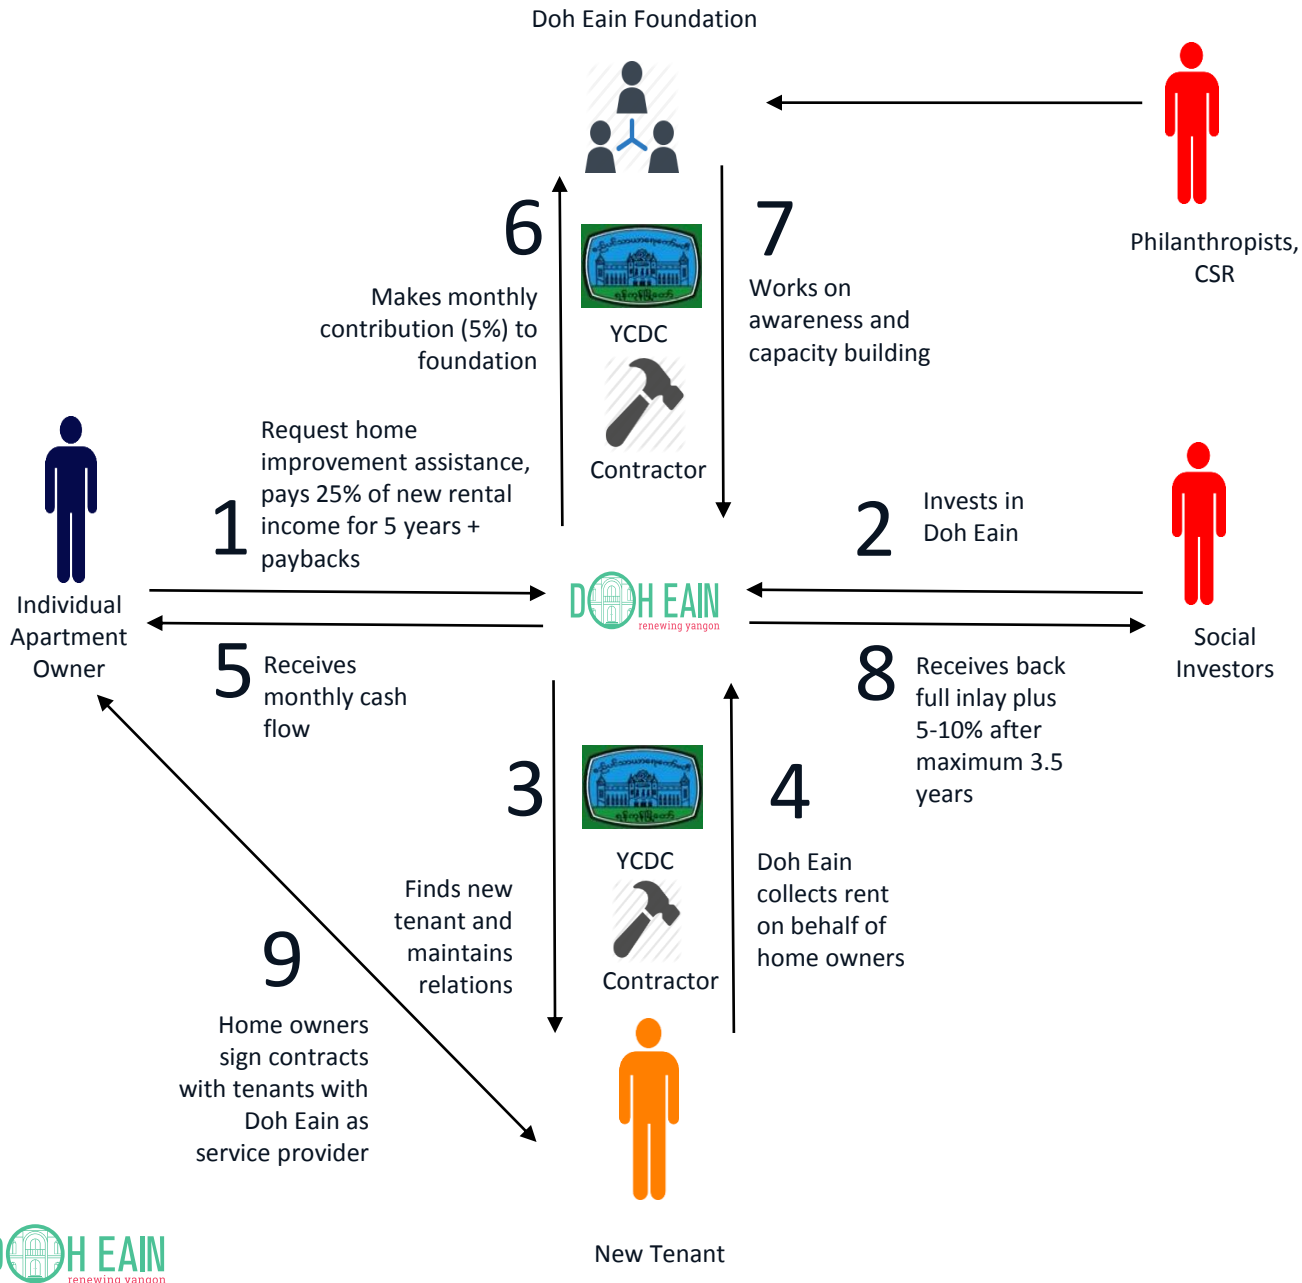 Doh Eain Foundation
Philanthropists,
CSR
6
Makes monthly
contribution (5%) to
foundation
YCDC
Contractor
7
Works on
awareness and
capacity building
Individual
Apartment
Owner
1
Request home
improvement assistance,
pays 25% of new rental
income for 5 years +
paybacks
2
Invests in
Doh Eain
DOH EAIN
renewing yangon
Social
Investors
5
Receives
monthly cash
flow
8
Receives back
full inlay plus
5-10% after
maximum 3.5
years
3
Finds new
tenant and
maintains
relations
YCDC
Contractor
4
Doh Eain
collects rent
on behalf of
home owners
9
Home owners
sign contracts
with tenants with
Doh Eain as
service provider
New Tenant
DOH EAIN
renewing yangon